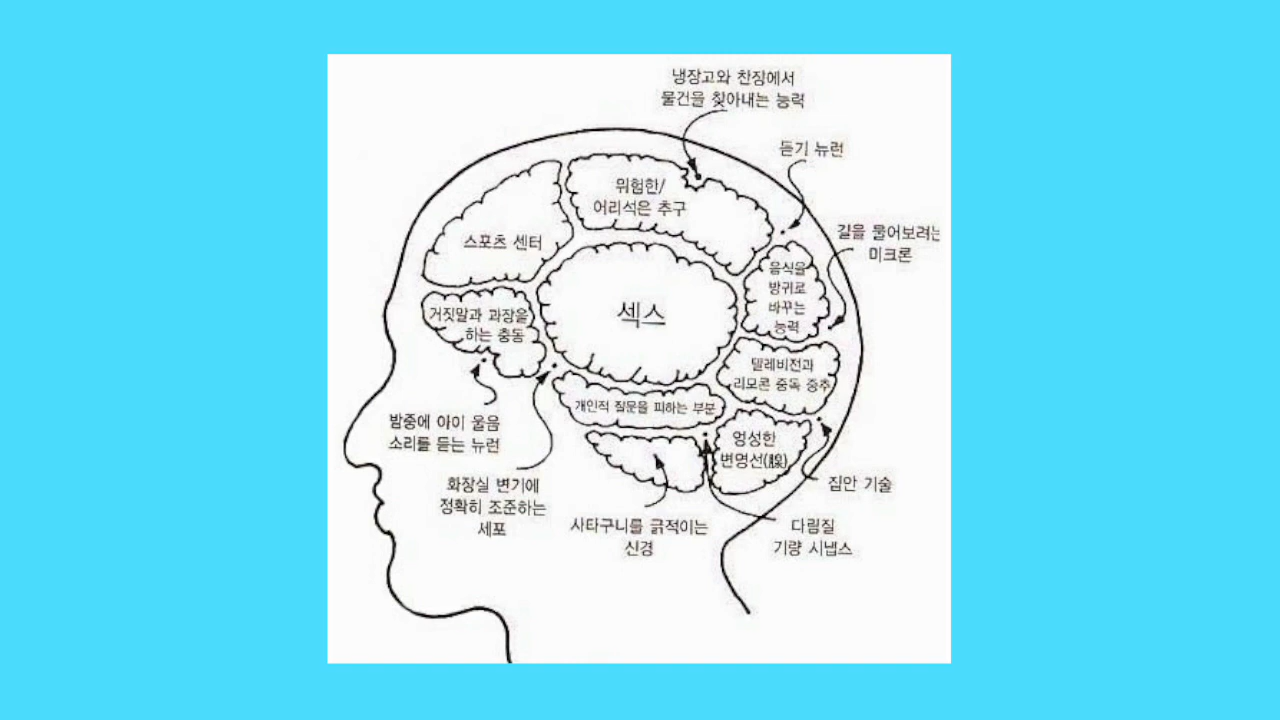 냉장고와 찬장에서
물건을 찾아내는 능력
듣기 뉴런
위험한/
어리석은 추구
길을 물어보려는
미크론
스포츠 센터
음식을
방귀로
바꾸는
능력
섹스
거짓말과 과장을
하는 충동
텔레비전과
리모콘 중독 중추
개인적 질문을 피하는 부분
밤중에 아이 울음
소리를 듣는 뉴런
엉성한
변명선(腺)
화장실 변기에
정확히 조준하는
세포
집안 기술
사타구니를 긁적이는
신경
다림질
기량 시냅스